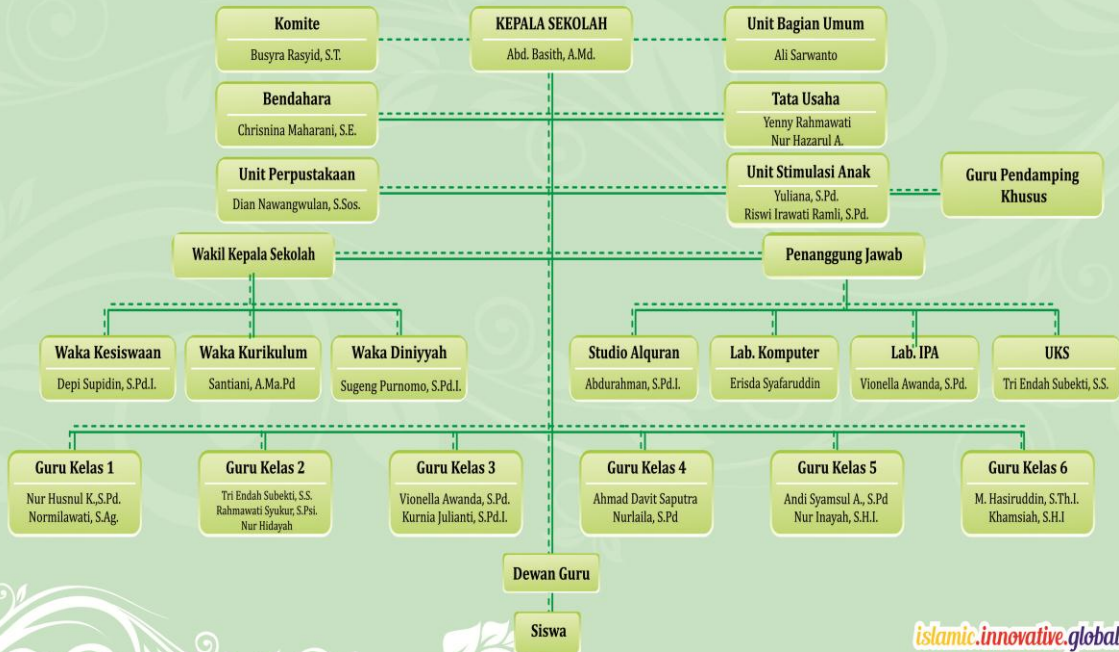 Komite
Busyra Rasyid, S.T.
KEPALA SEKOLAH
Abd. Basith, A.Md.
Unit Bagian Umum
Ali Sarwanto
Bendahara
Chrisnina Maharani, S.E.
Tata Usaha
Yenny Rahmawati
Nur Hazarul A.
Unit Perpustakaan
Dian Nawangwulan, S.Sos.
Unit Stimulasi Anak
Yuliana, S.Pd.
Riswi Irawati Ramli, S.Pd.
Guru Pendamping
Khusus
Wakil Kepala Sekolah
Penanggung Jawab
Waka Kesiswaan
Depi Supidin, S.Pd.I.
Waka Kurikulum
Santiani, A.Ma.Pd
Waka Diniyyah
Sugeng Purnomo, S.Pd.I.
Studio Alquran
Abdurahman, S.Pd.I.
Lab. Komputer
Erisda Syafaruddin
Lab. IPA
Vionella Awanda, S.Pd.
UKS
Tri Endah Subekti, S.S.
Guru Kelas 1
Nur Husnul K.,S.Pd.
Normilawati, S.Ag.
Guru Kelas 2
Tri Endah Subekti, S.S.
Rahmawati Syukur, S.Psi.
Nur Hidayah
Guru Kelas 3
Vionella Awanda, S.Pd.
Kurnia Julianti, S.Pd.I.
Guru Kelas 4
Ahmad Davit Saputra
Nurlaila, S.Pd
Guru Kelas 5
Andi Syamsul A., S.Pd
Nur Inayah, S.H.I.
Guru Kelas 6
M. Hasiruddin, S.Th.I.
Khamsiah, S.H.I
Dewan Guru
Siswa
islamic.innovative.global